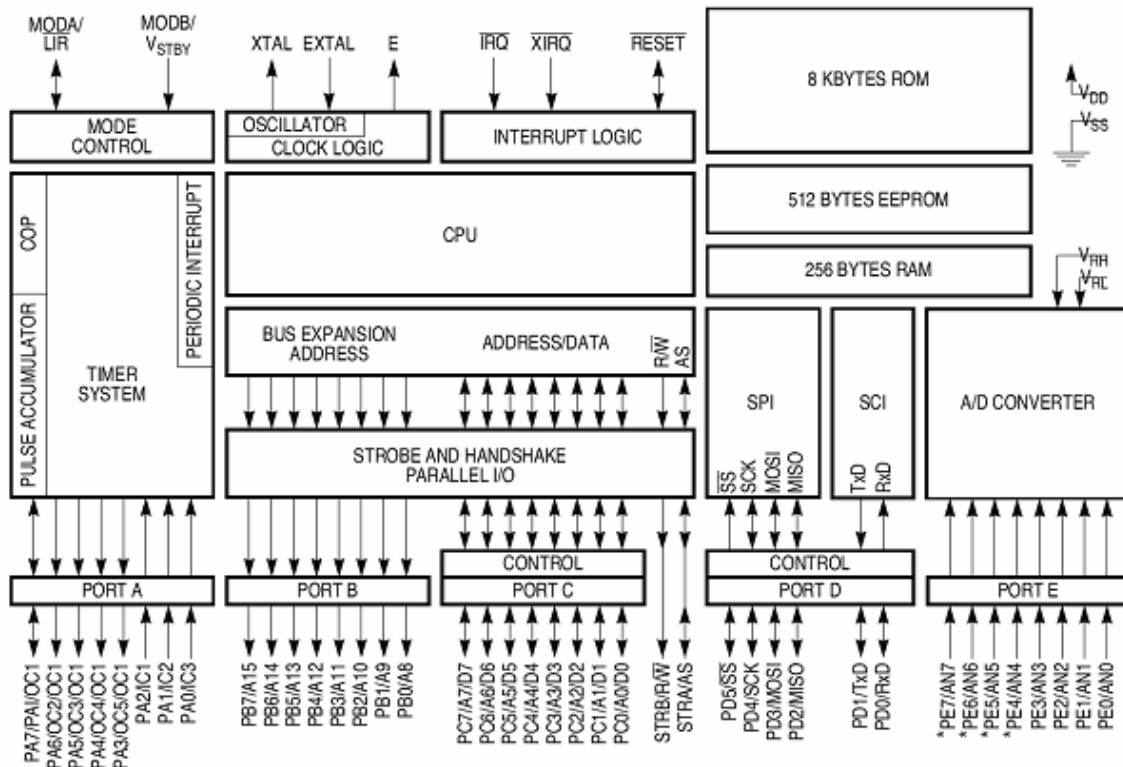 MODA/
LIR
MODB/
VSTBY
XTAL
EXTAL
E
IRQ
XIRQ
RESET
8 KBYTES ROM
VDD
VSS
MODE
CONTROL
OSCILLATOR
CLOCK LOGIC
INTERRUPT LOGIC
COP
PULSE ACCUMULATOR
TIMER
SYSTEM
PERIODIC INTERRUPT
CPU
512 BYTES EEPROM
256 BYTES RAM
VRH
VRL
BUS EXPANSION
ADDRESS
ADDRESS/DATA
R/W
AS
STROBE AND HANDSHAKE
PARALLEL I/O
SPI
SS
SCK
MOSI
MISO
SCI
TxD
RxD
A/D CONVERTER
PORT A
PORT B
CONTROL
PORT C
CONTROL
PORT D
PORT E
PA7/PAI/OC1
PA6/OC2/OC1
PA5/OC3/OC1
PA4/OC4/OC1
PA3/OC5/OC1
PA2/IC1
PA1/IC2
PA0/IC3
PB7/A15
PB6/A14
PB5/A13
PB4/A12
PB3/A11
PB2/A10
PB1/A9
PB0/A8
PC7/A7/D7
PC6/A6/D6
PC5/A5/D5
PC4/A4/D4
PC3/A3/D3
PC2/A2/D2
PC1/A1/D1
PC0/A0/D0
STRB/R/W
STRA/AS
PD5/SS
PD4/SCK
PD3/MOSI
PD2/MISO
PD1/TxD
PD0/RxD
*PE7/AN7
*PE6/AN6
*PE5/AN5
*PE4/AN4
PE3/AN3
PE2/AN2
PE1/AN1
PE0/AN0